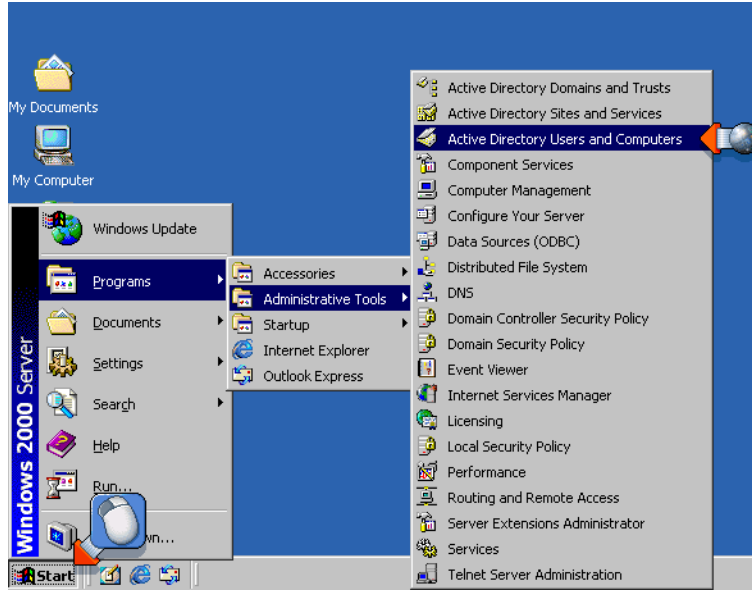 My Documents
My Computer
Windows 2000 Server
Windows Update
Programs
Documents
Settings
Search
Help
Run...
wn...
Start
Accessories
Administrative Tools
Startup
Internet Explorer
Outlook Express
Active Directory Domains and Trusts
Active Directory Sites and Services
Active Directory Users and Computers
Component Services
Computer Management
Configure Your Server
Data Sources (ODBC)
Distributed File System
DNS
Domain Controller Security Policy
Domain Security Policy
Event Viewer
Internet Services Manager
Licensing
Local Security Policy
Performance
Routing and Remote Access
Server Extensions Administrator
Services
Telnet Server Administration